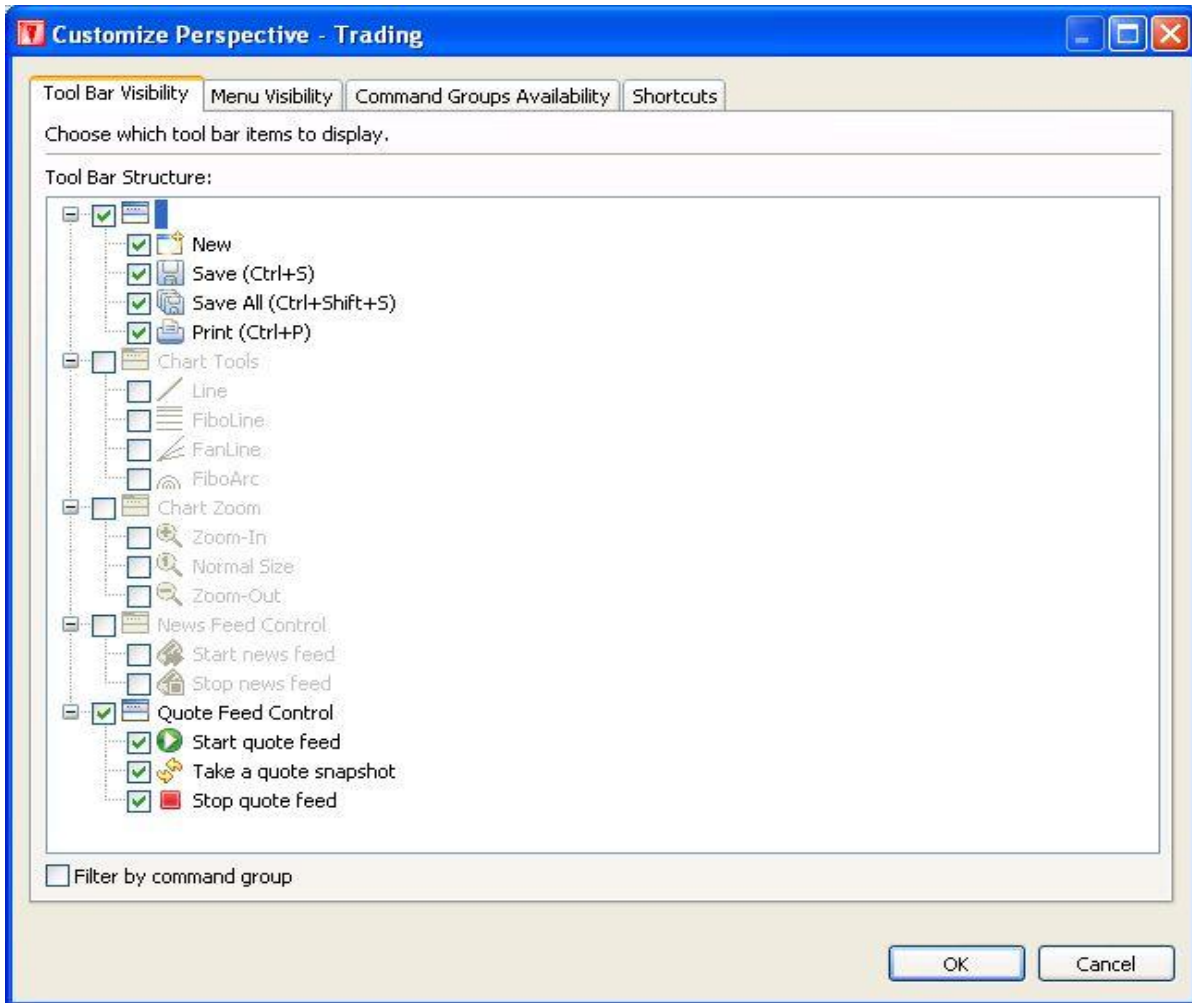 Customize Perspective - Trading
Tool Bar Visibility Menu Visibility Command Groups Availability Shortcuts
Choose which tool bar items to display.
Tool Bar Structure:
New
Save (Ctrl+S)
Save All (Ctrl+Shift+S)
Print (Ctrl+P)
Chart Tools
Line
FiboLine
FanLine
FiboArc
Chart Zoom
Zoom-In
Normal Size
Zoom-Out
News Feed Control
Start news feed
Stop news feed
Quote Feed Control
Start quote feed
Take a quote snapshot
Stop quote feed
Filter by command group
OK Cancel